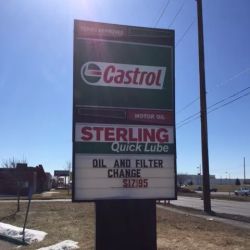 Castrol
MOTOR OIL
STERLING
Quick Lube
OIL AND FILTER
CHANGE
$17.95